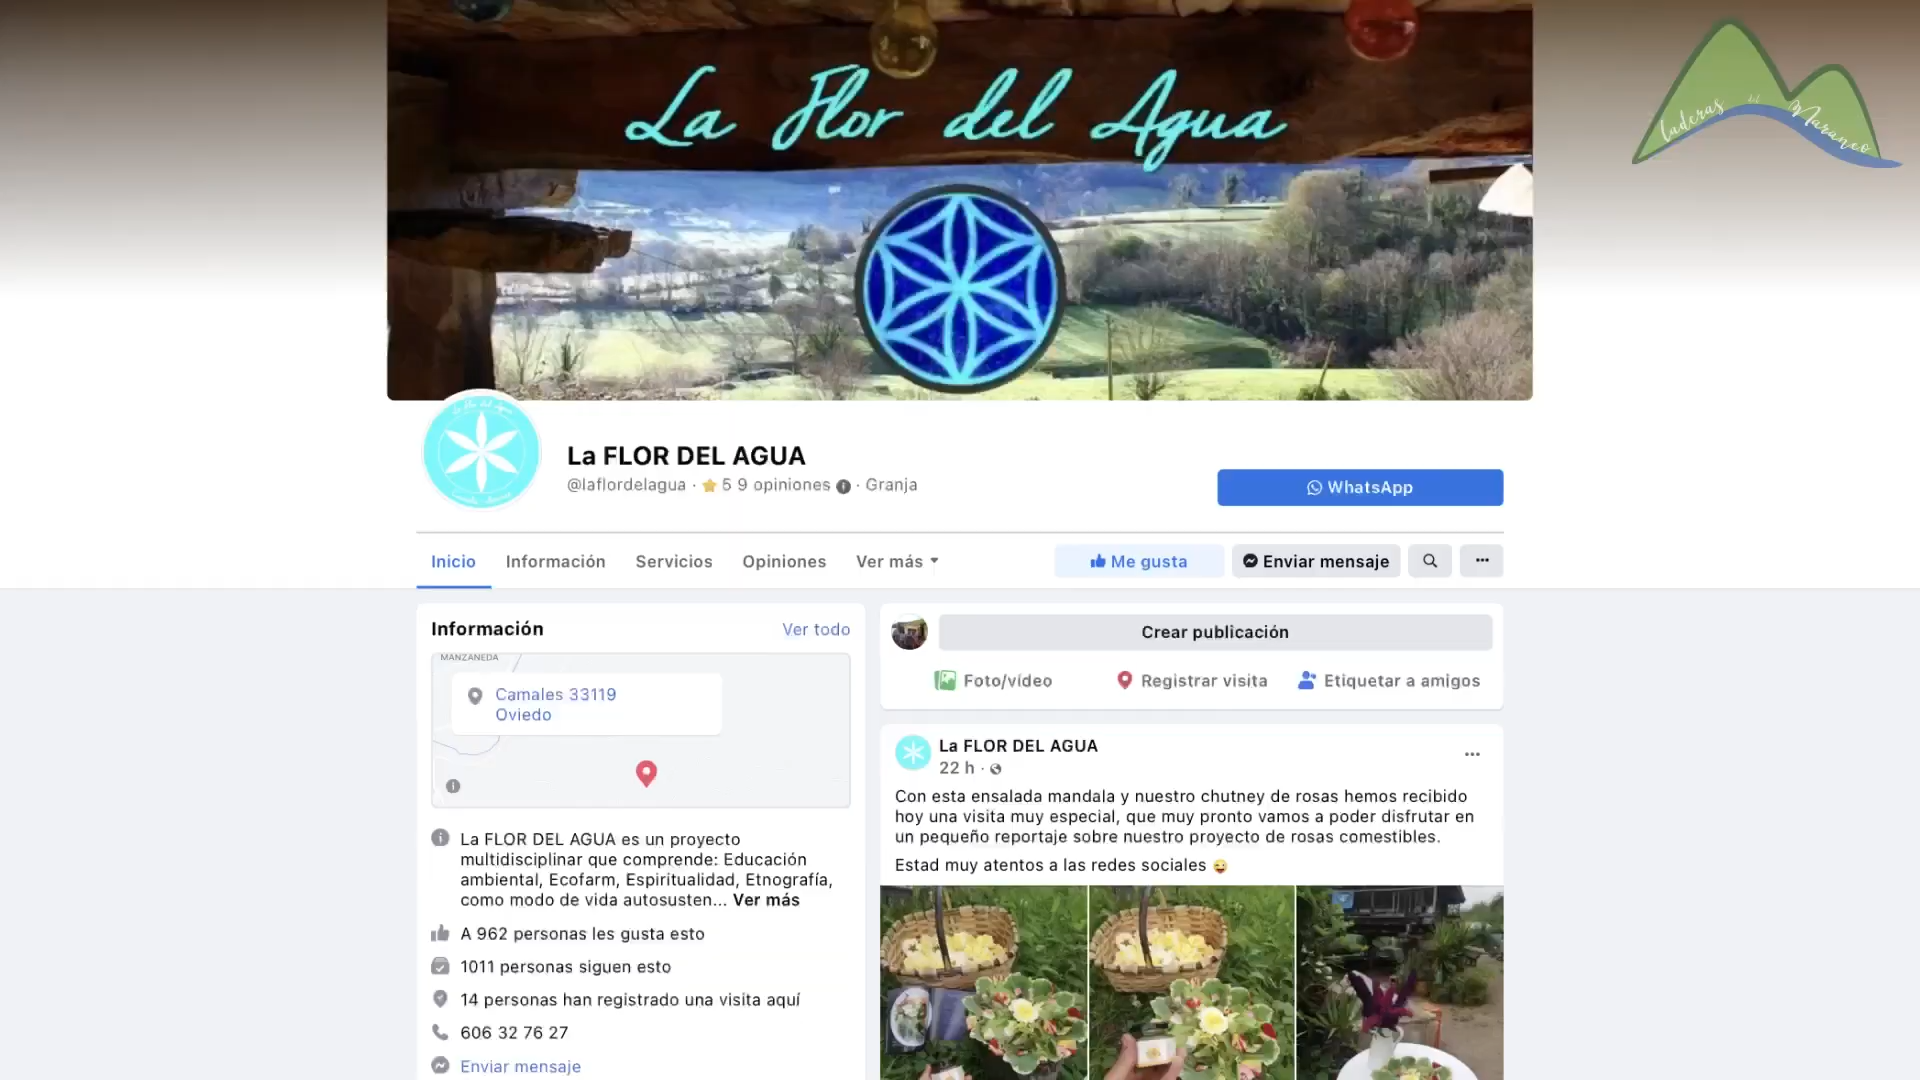 La Flor del Agua
Laderas del Naranco
La FLOR DEL AGUA
@laflordelagua · 5 9 opiniones · Granja
WhatsApp
Inicio
Información
Servicios
Opiniones
Ver más
Me gusta
Enviar mensaje
Información
Ver todo
MANZANEDA
Camales 33119
Oviedo
La FLOR DEL AGUA es un proyecto
multidisciplinar que comprende: Educación
ambiental, Ecofarm, Espiritualidad, Etnografía,
como modo de vida autosusten... Ver más
A 962 personas les gusta esto
1011 personas siguen esto
14 personas han registrado una visita aquí
606 32 76 27
Enviar mensaje
Crear publicación
Foto/vídeo
Registrar visita
Etiquetar a amigos
La FLOR DEL AGUA
22 h ·
Con esta ensalada mandala y nuestro chutney de rosas hemos recibido
hoy una visita muy especial, que muy pronto vamos a poder disfrutar en
un pequeño reportaje sobre nuestro proyecto de rosas comestibles.
Estad muy atentos a las redes sociales 😜